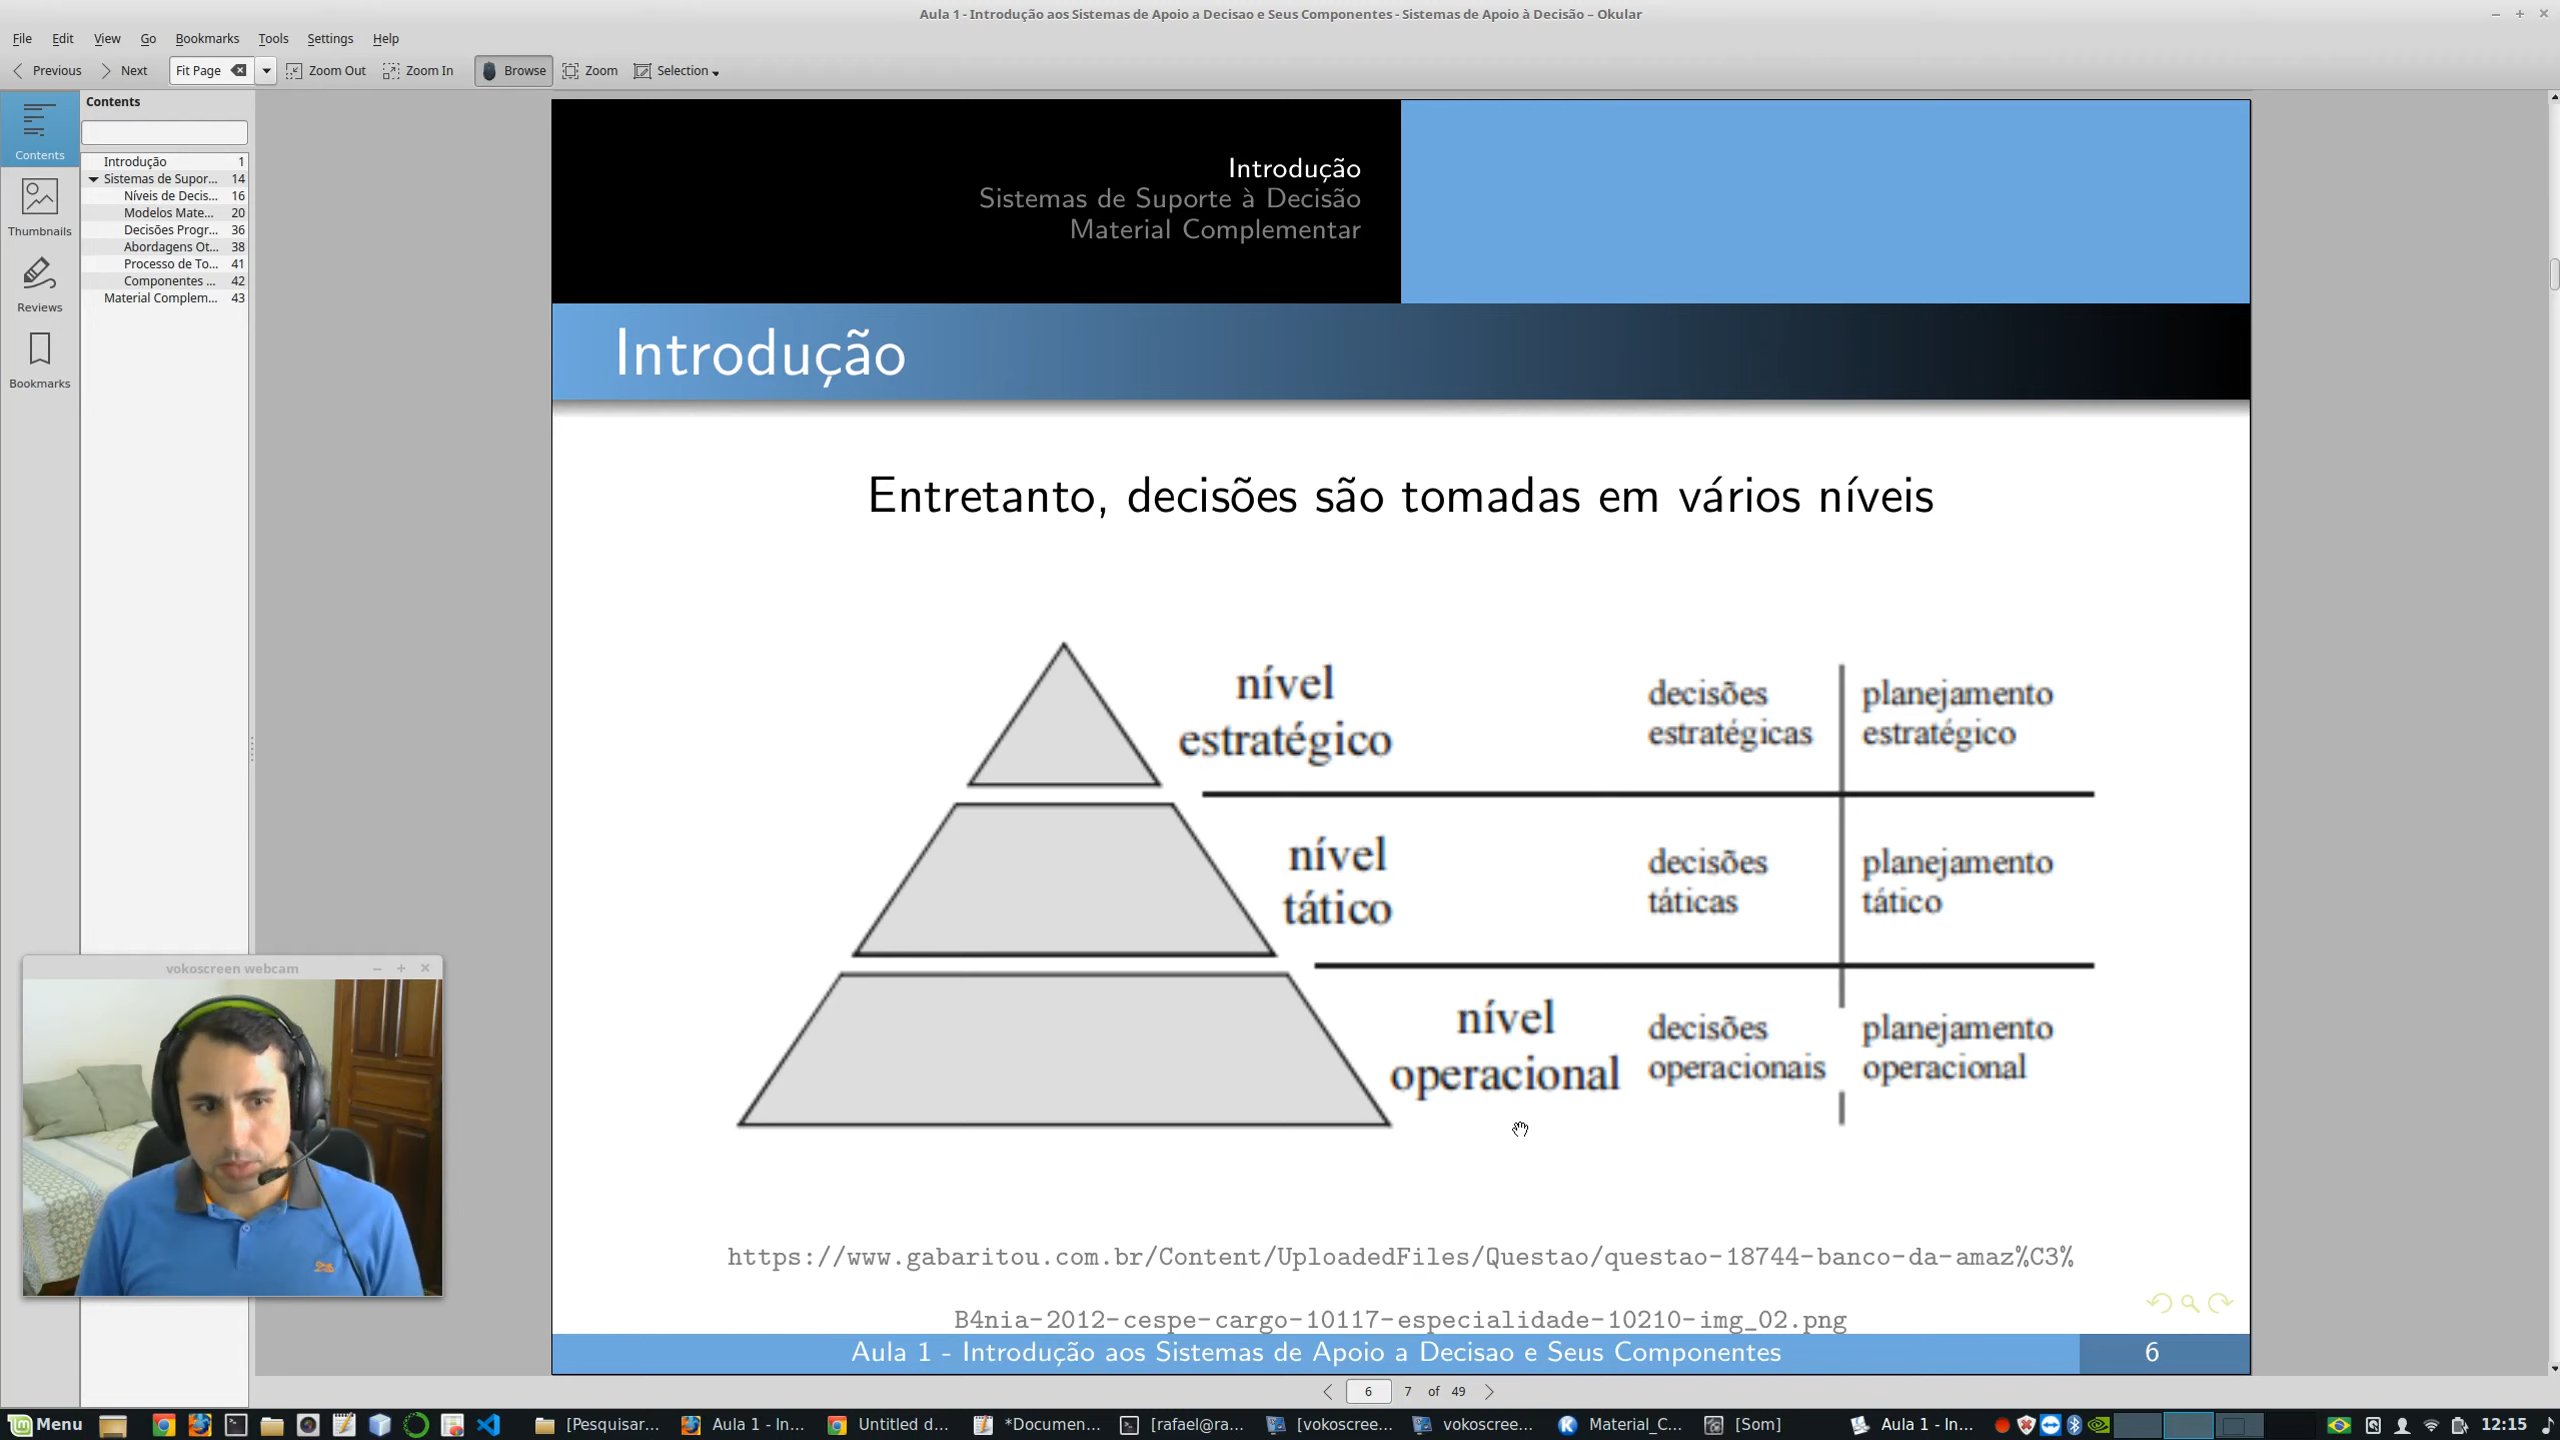 Aula 1 - Introdução aos Sistemas de Apoio a Decisao e Seus Componentes - Sistemas de Apoio à Decisão – Okular
File Edit View Go Bookmarks Tools Settings Help
Previous Next Fit Page Zoom Out Zoom In Browse Zoom Selection
Contents
Thumbnails
Reviews
Bookmarks
Contents
Introdução 1
Sistemas de Supor... 14
Níveis de Decis... 16
Modelos Mate... 20
Decisões Progr... 36
Abordagens Ot... 38
Processo de To... 41
Componentes ... 42
Material Complem... 43
Introdução
Sistemas de Suporte à Decisão
Material Complementar
Introdução
Entretanto, decisões são tomadas em vários níveis
nível
estratégico
decisões
estratégicas
planejamento
estratégico
nível
tático
decisões
táticas
planejamento
tático
nível
operacional
decisões
operacionais
planejamento
operacional
https://www.gabaritou.com.br/Content/UploadedFiles/Questao/questao-18744-banco-da-amaz%C3%
B4nia-2012-cespe-cargo-10117-especialidade-10210-img_02.png
Aula 1 - Introdução aos Sistemas de Apoio a Decisao e Seus Componentes 6
vokoscreen webcam
6 7 of 49
Menu [Pesquisar... Aula 1 - In... Untitled d... *Documen... [rafael@ra... [vokoscree... vokoscree... Material_C... [Som] Aula 1 - In... 12:15